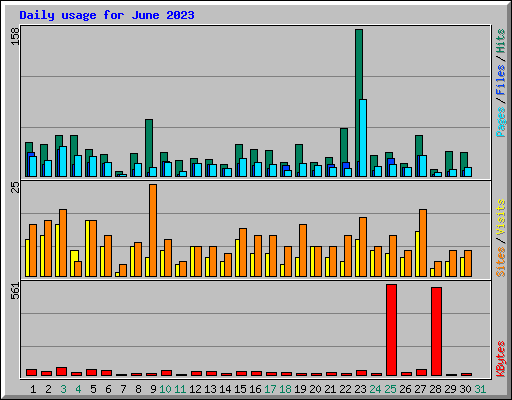 Daily usage for June 2023
158
Pages / Files / Hits
25
Sites / Visits
561
KBytes
1 2 3 4 5 6 7 8 9 10 11 12 13 14 15 16 17 18 19 20 21 22 23 24 25 26 27 28 29 30 31